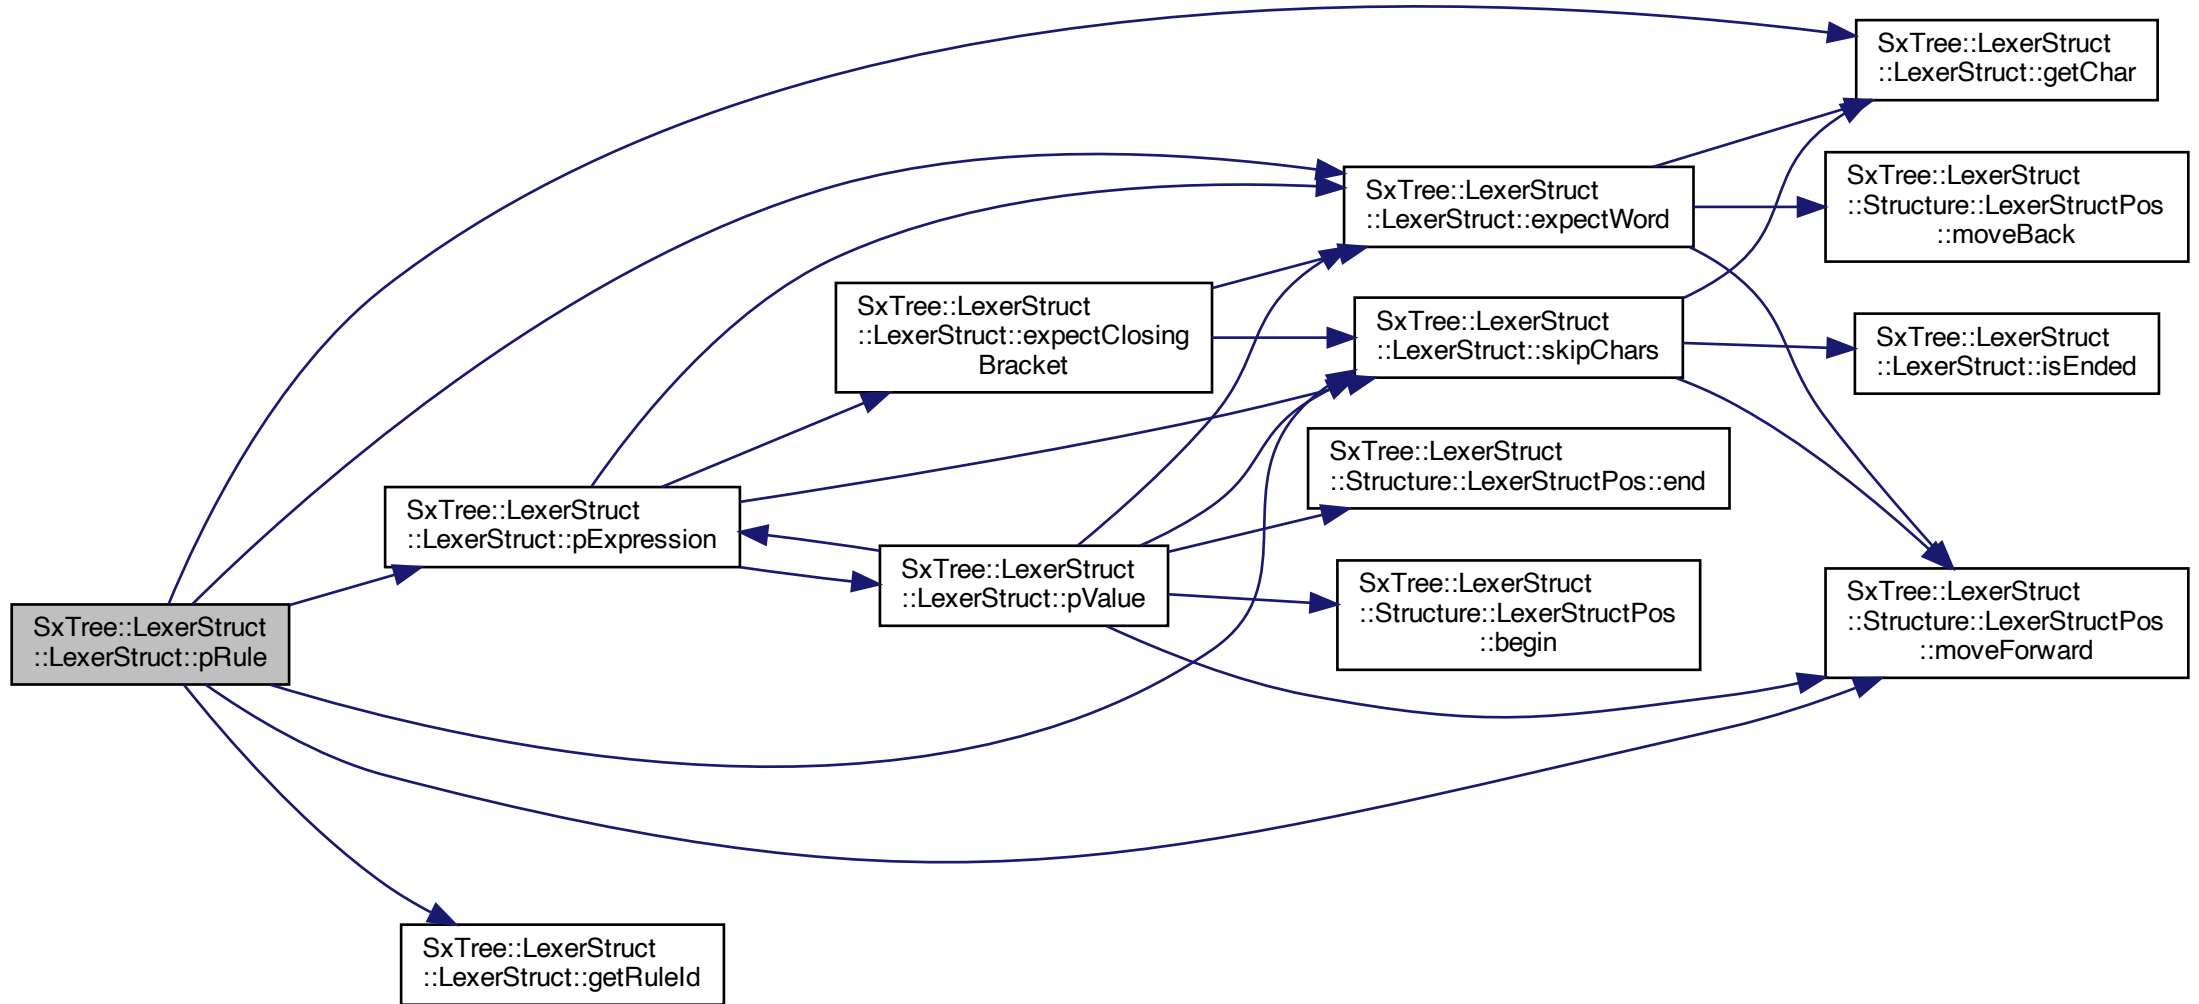 SxTree::LexerStruct
::LexerStruct::getChar
SxTree::LexerStruct
::Structure::LexerStructPos
::moveBack
SxTree::LexerStruct
::LexerStruct::expectWord
SxTree::LexerStruct
::LexerStruct::expectClosing
Bracket
SxTree::LexerStruct
::LexerStruct::skipChars
SxTree::LexerStruct
::LexerStruct::isEnded
SxTree::LexerStruct
::Structure::LexerStructPos::end
SxTree::LexerStruct
::LexerStruct::pExpression
SxTree::LexerStruct
::LexerStruct::pValue
SxTree::LexerStruct
::Structure::LexerStructPos
::begin
SxTree::LexerStruct
::Structure::LexerStructPos
::moveForward
SxTree::LexerStruct
::LexerStruct::pRule
SxTree::LexerStruct
::LexerStruct::getRuleId